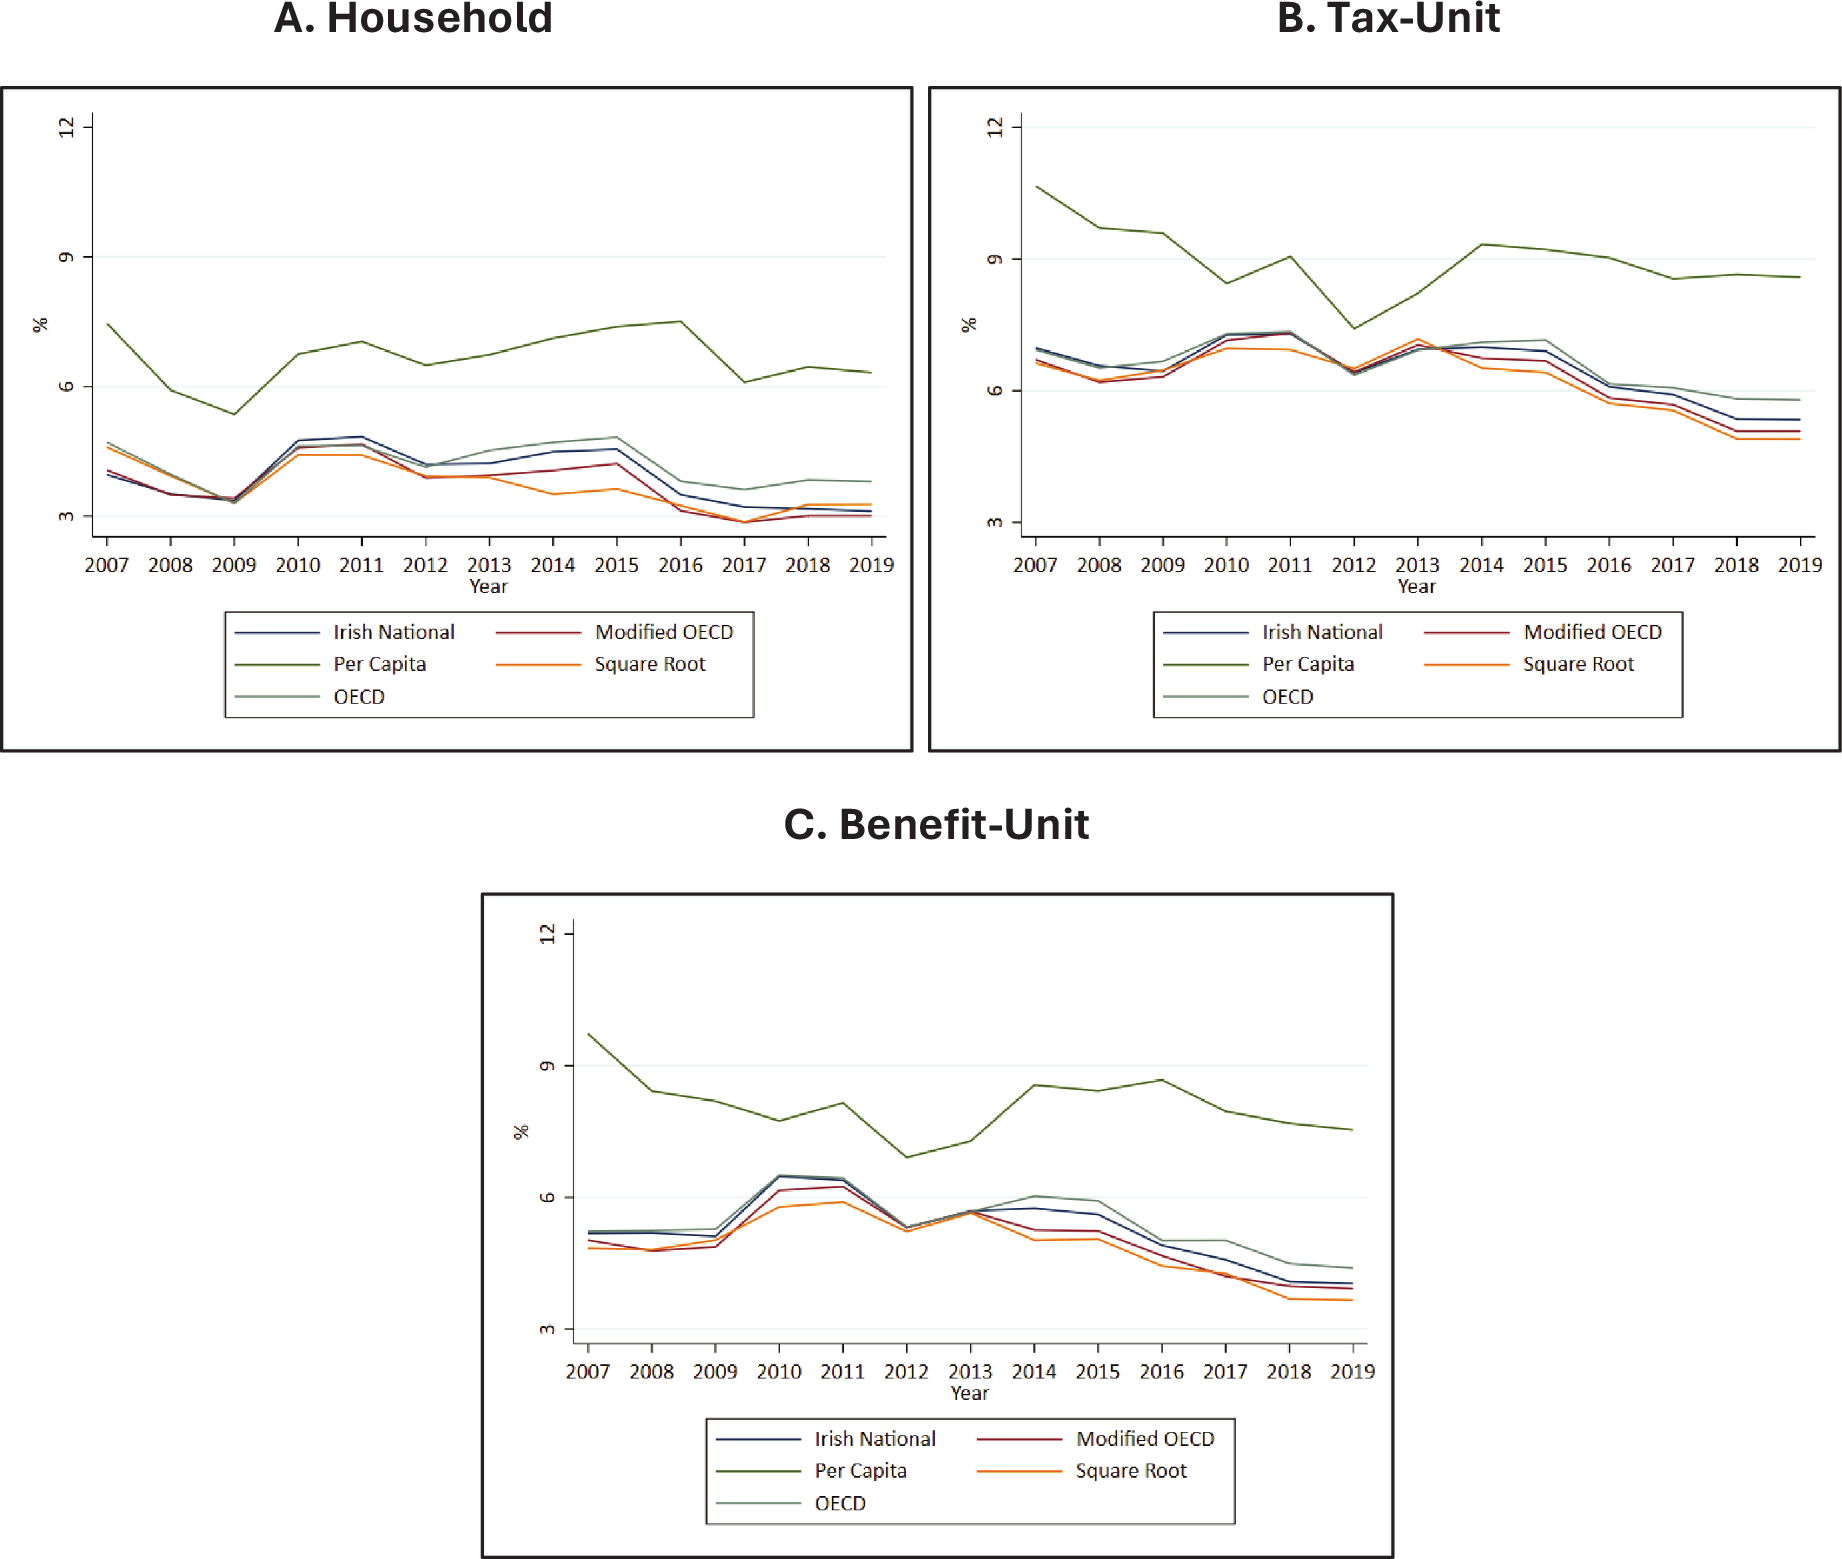 A. Household
12
9
%
6
3
2007 2008 2009 2010 2011 2012 2013 2014 2015 2016 2017 2018 2019
Year
Irish National Modified OECD
Per Capita Square Root
OECD
B. Tax-Unit
12
9
%
6
3
2007 2008 2009 2010 2011 2012 2013 2014 2015 2016 2017 2018 2019
Year
Irish National Modified OECD
Per Capita Square Root
OECD
C. Benefit-Unit
12
9
%
6
3
2007 2008 2009 2010 2011 2012 2013 2014 2015 2016 2017 2018 2019
Year
Irish National Modified OECD
Per Capita Square Root
OECD